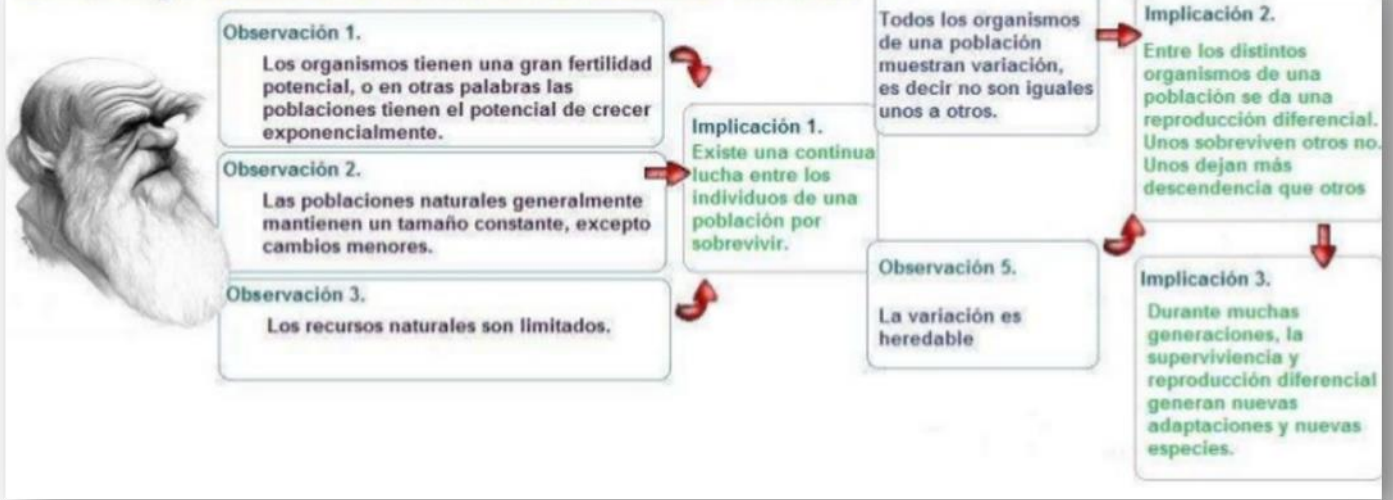 Observación 1.
Los organismos tienen una gran fertilidad
potencial, o en otras palabras las
poblaciones tienen el potencial de crecer
exponencialmente.
Observación 2.
Las poblaciones naturales generalmente
mantienen un tamaño constante, excepto
cambios menores.
Observación 3.
Los recursos naturales son limitados.
Implicación 1.
Existe una continua
lucha entre los
individuos de una
población por
sobrevivir.
Todos los organismos
de una población
muestran variación,
es decir no son iguales
unos a otros.
Observación 5.
La variación es
heredable
Implicación 2.
Entre los distintos
organismos de una
población se da una
reproducción diferencial.
Unos sobreviven otros no.
Unos dejan más
descendencia que otros
Implicación 3.
Durante muchas
generaciones, la
superviviencia y
reproducción diferencial
generan nuevas
adaptaciones y nuevas
especies.